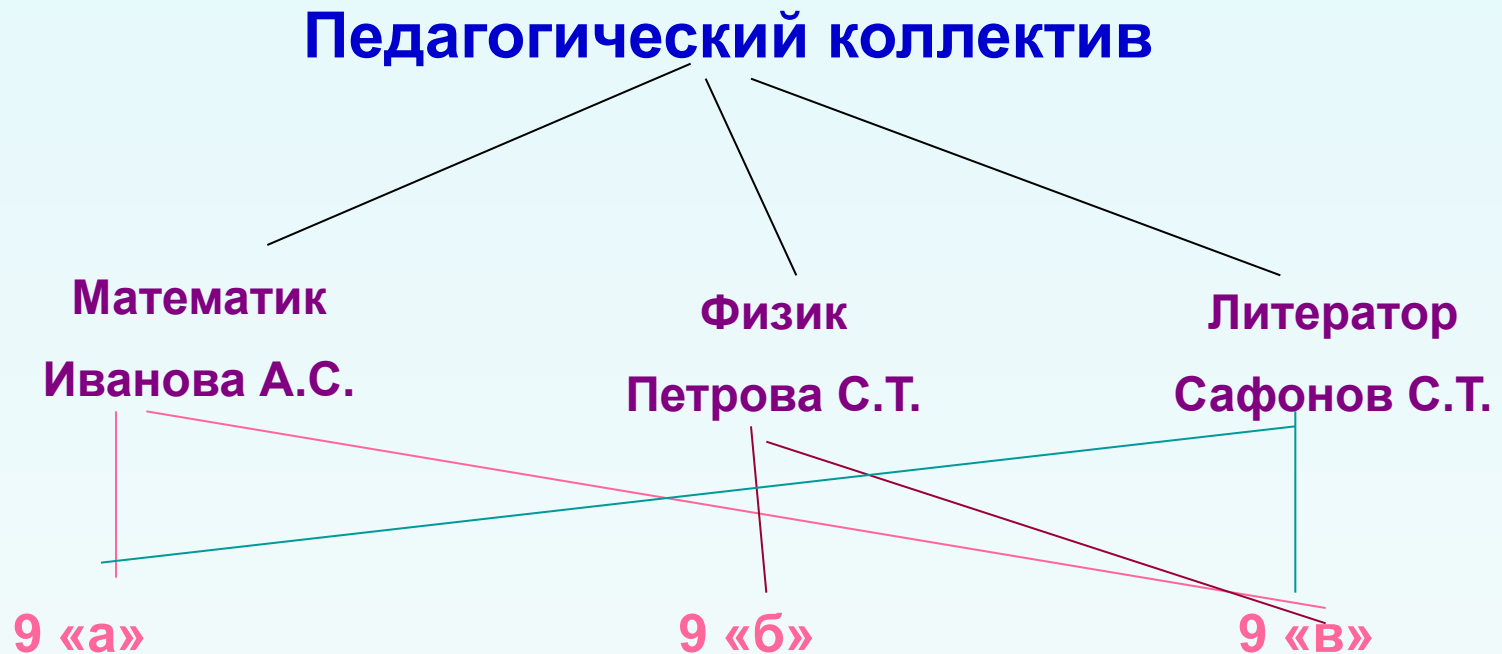 Педагогический коллектив
Математик
Иванова А.С.
Физик
Петрова С.Т.
Литератор
Сафонов С.Т.
9 «а»
9 «б»
9 «в»